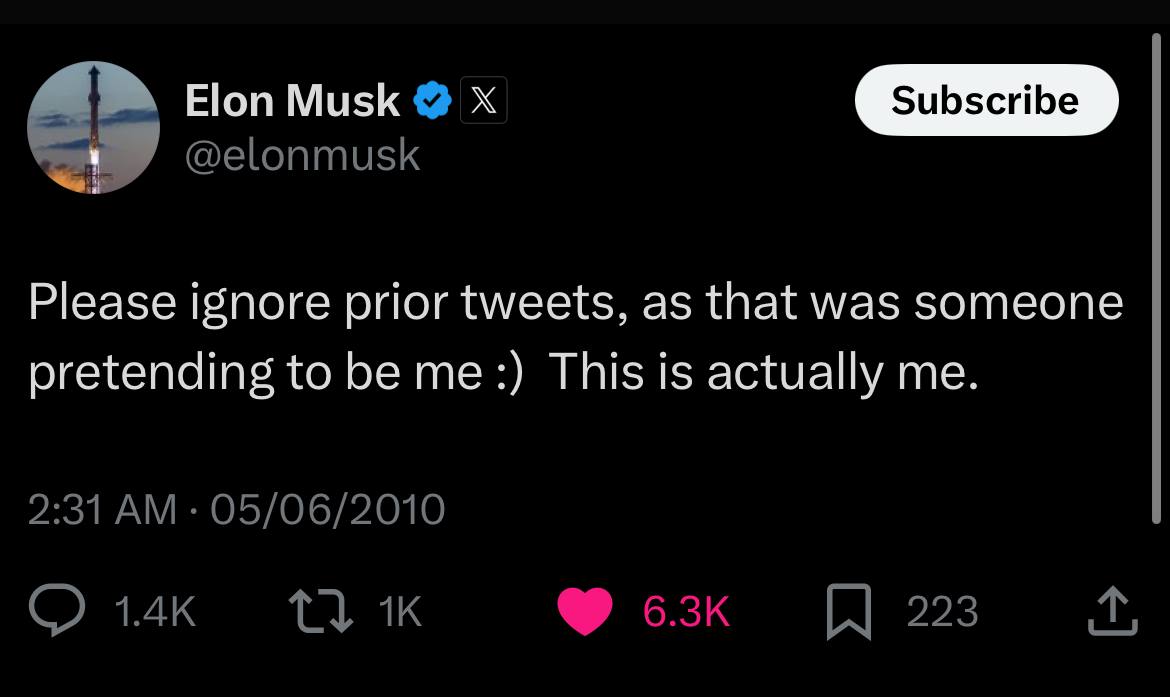 Elon Musk
@elonmusk
Subscribe
Please ignore prior tweets, as that was someone
pretending to be me :)  This is actually me.
2:31 AM · 05/06/2010
1.4K 1K 6.3K 223